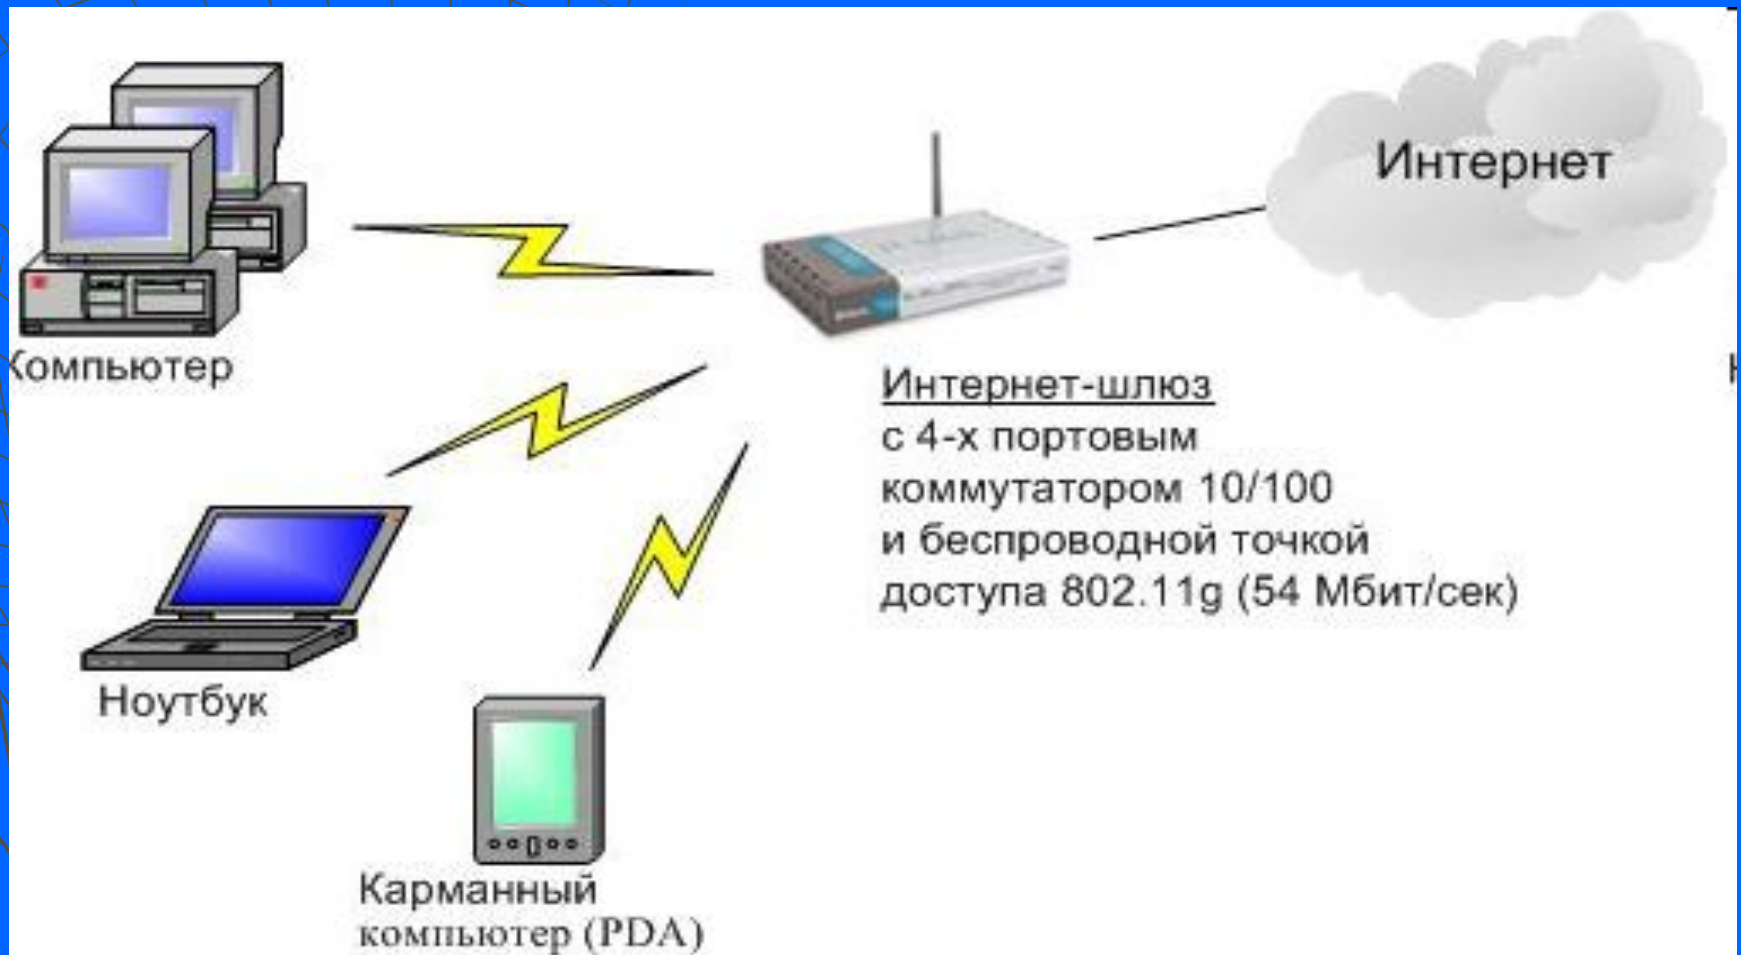 Интернет
Компьютер
Интернет-шлюз
с 4-х портовым
коммутатором 10/100
и беспроводной точкой
доступа 802.11g (54 Мбит/сек)
Ноутбук
Карманный
компьютер (PDA)